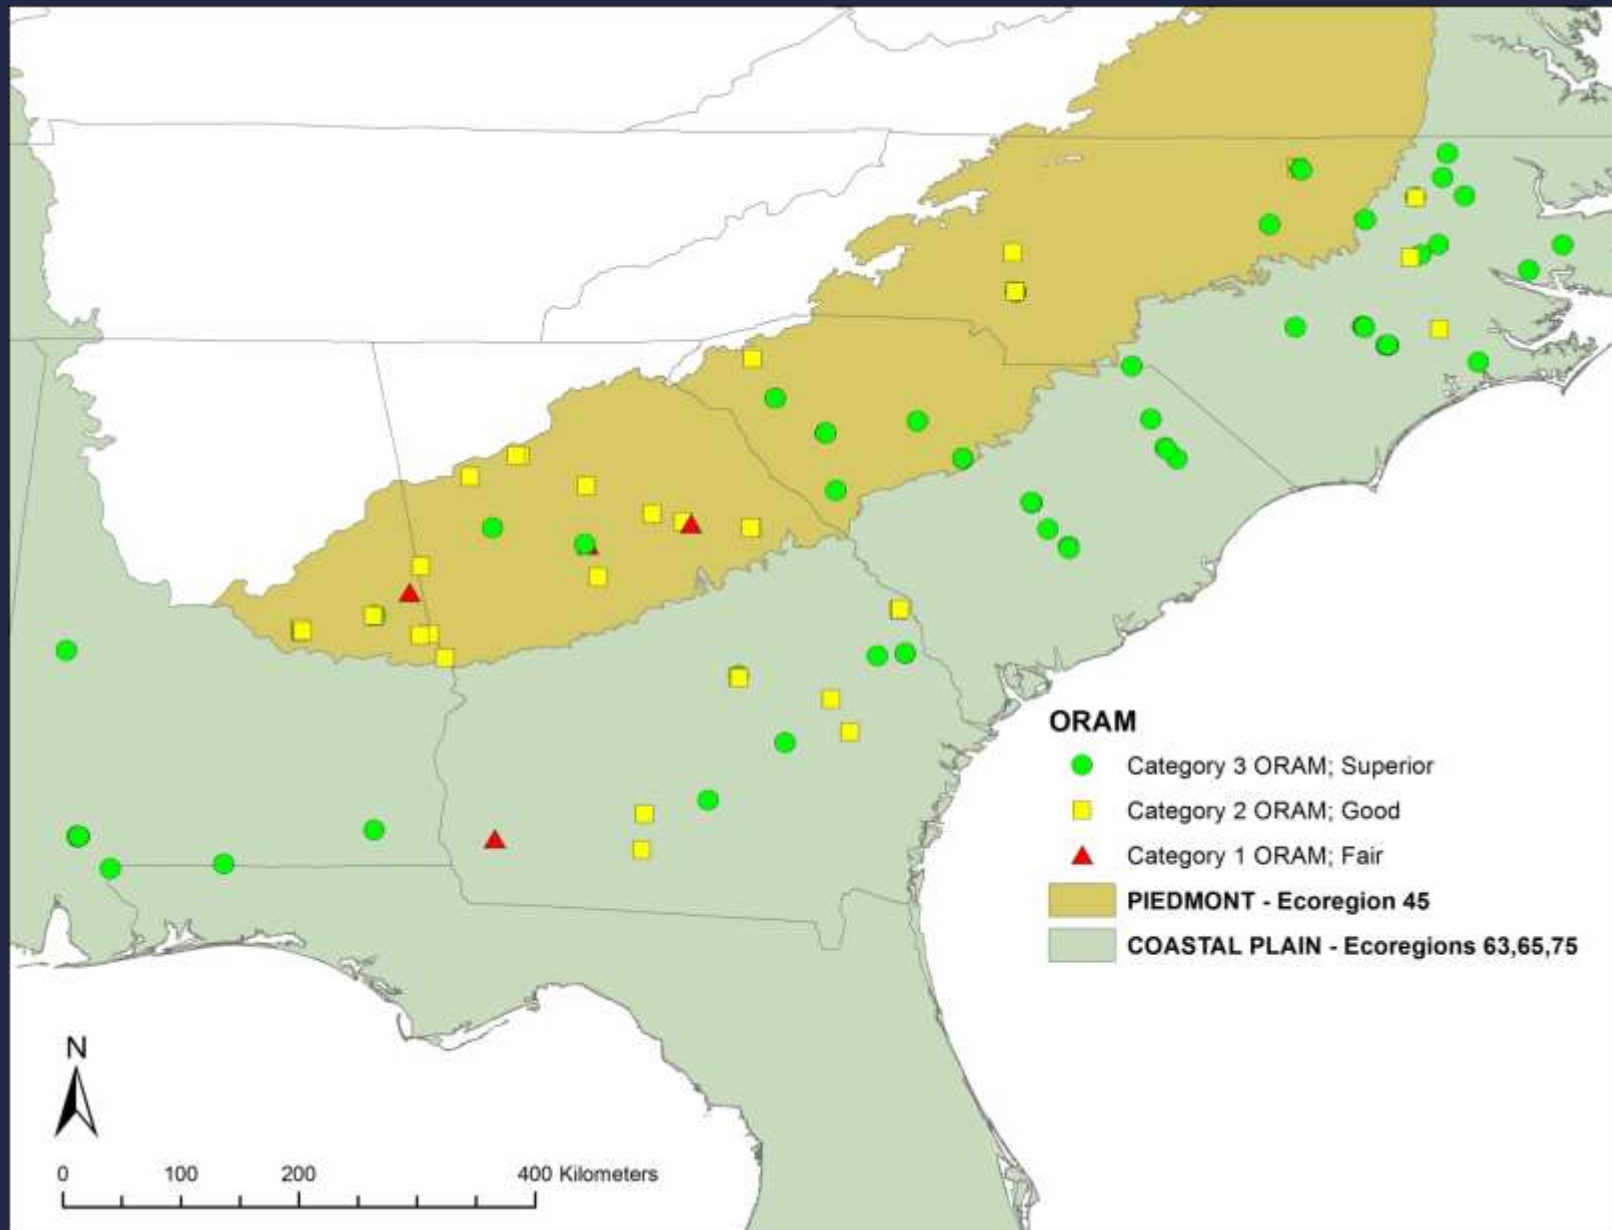 ORAM
Category 3 ORAM; Superior
Category 2 ORAM; Good
Category 1 ORAM; Fair
PIEDMONT - Ecoregion 45
COASTAL PLAIN - Ecoregions 63,65,75
N
0 100 200 400 Kilometers